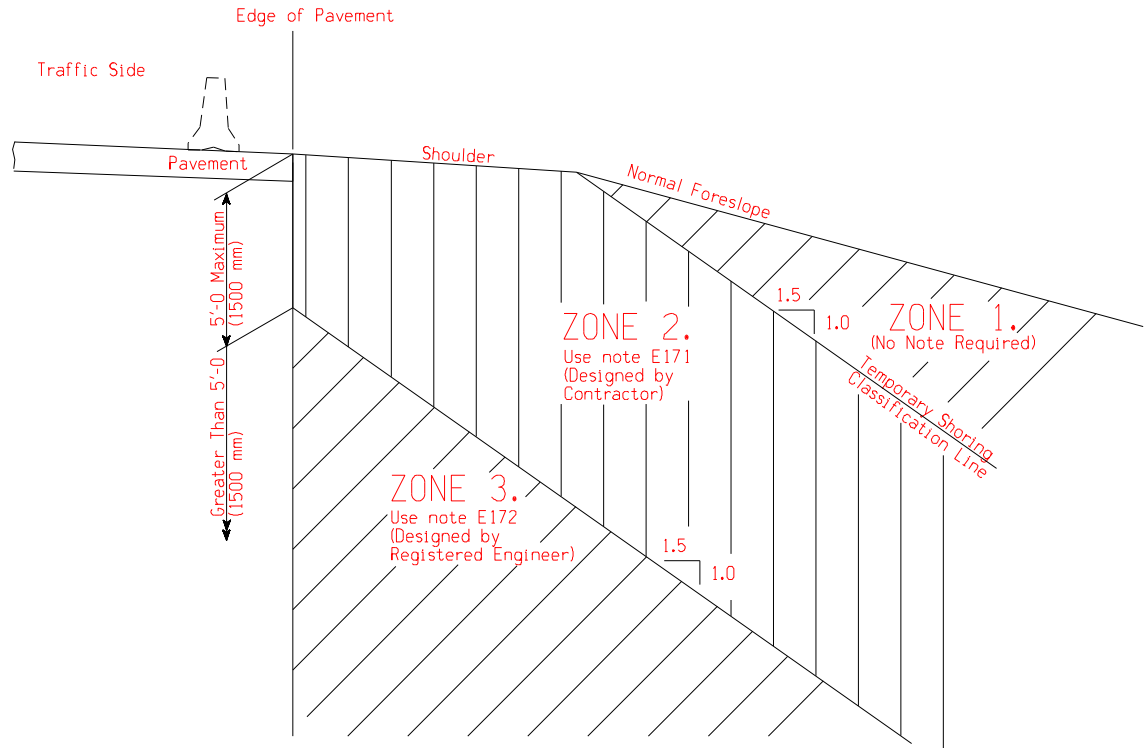 Edge of Pavement
Traffic Side
Pavement
Shoulder
Normal Foreslope
5'-0 Maximum
(1500 mm)
Greater Than 5'-0
(1500 mm)
1.5
1.0
ZONE 1.
(No Note Required)
ZONE 2.
Use note E171
(Designed by
Contractor)
Temporary Shoring
Classification Line
ZONE 3.
Use note E172
(Designed by
Registered Engineer)
1.5
1.0